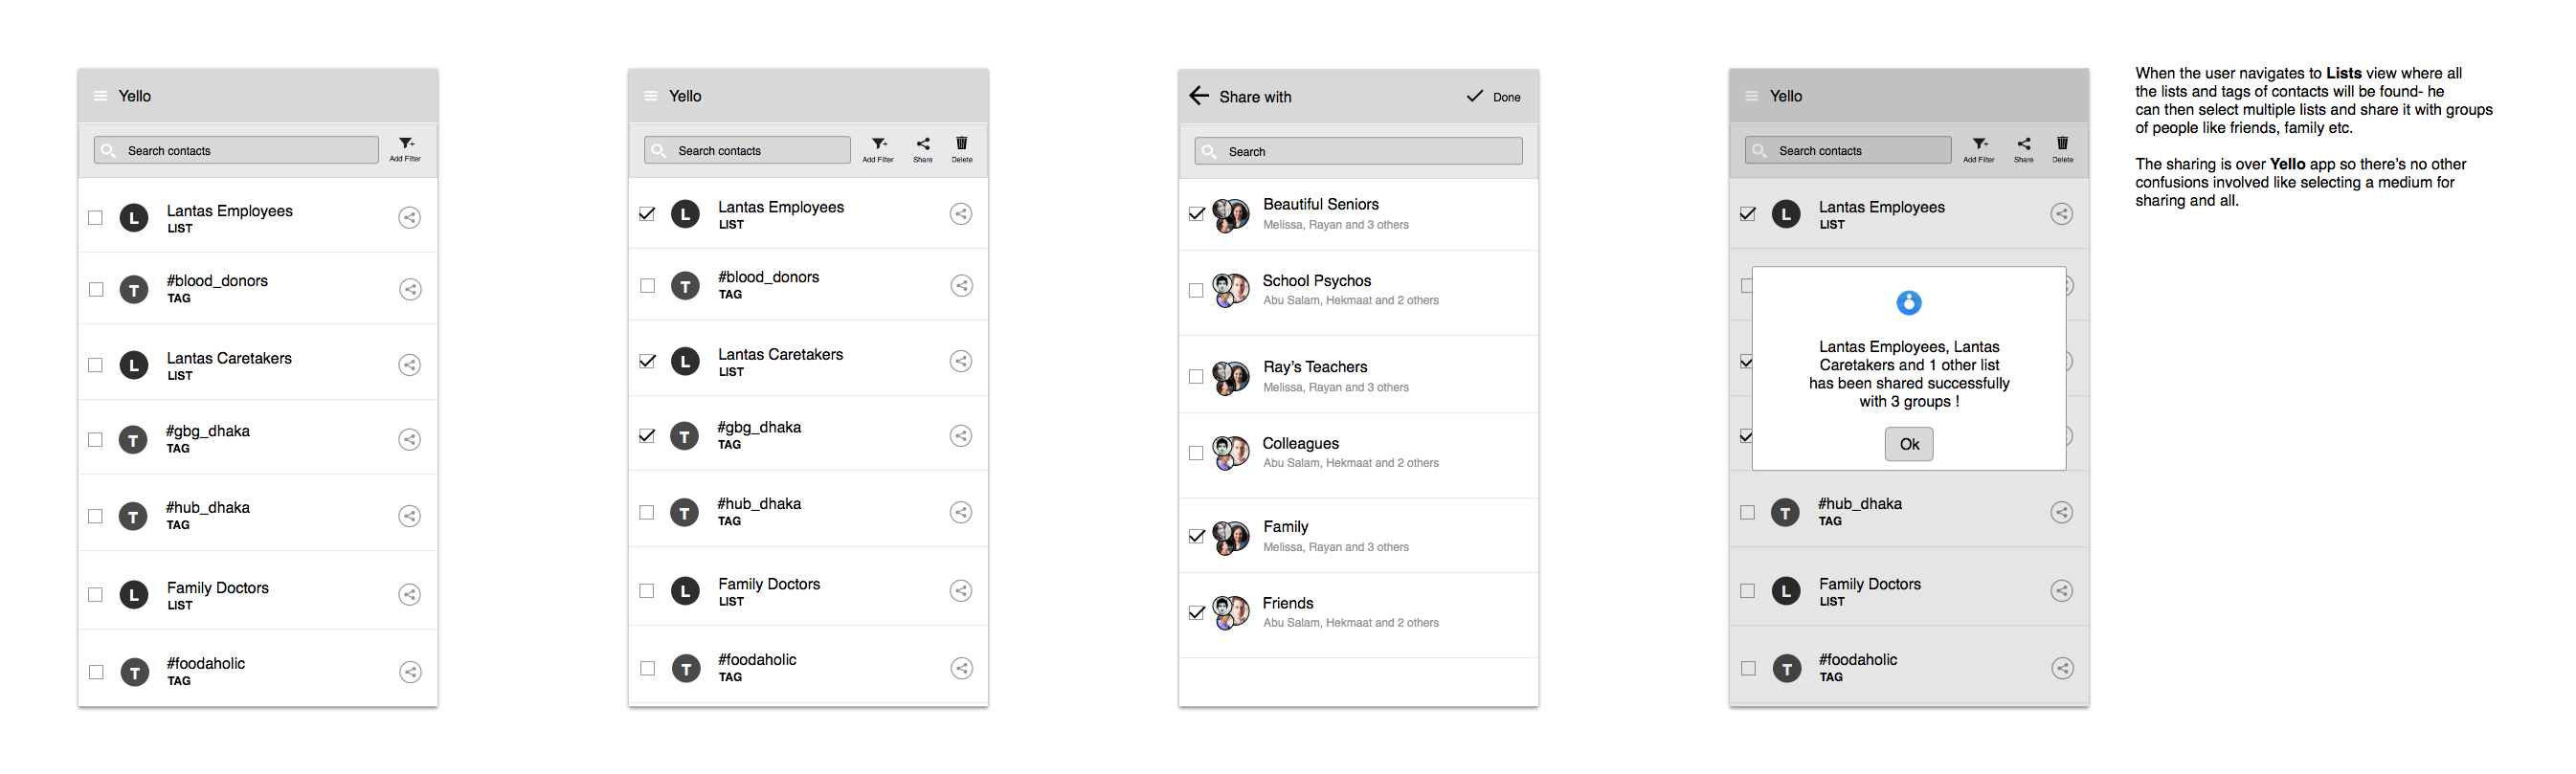 Yello
Search contacts
Add Filter
Lantas Employees
LIST
#blood_donors
TAG
Lantas Caretakers
LIST
#gbg_dhaka
TAG
#hub_dhaka
TAG
Family Doctors
LIST
#foodaholic
TAG
L
T
L
T
T
L
T
Yello
Search contacts
Add Filter
Share
Delete
L
Lantas Employees
LIST
T
#blood_donors
TAG
L
Lantas Caretakers
LIST
T
#gbg_dhaka
TAG
T
#hub_dhaka
TAG
L
Family Doctors
LIST
T
#foodaholic
TAG
Share with
Done
Search
Beautiful Seniors
Melissa, Rayan and 3 others
School Psychos
Abu Salam, Hekmaat and 2 others
Ray's Teachers
Melissa, Rayan and 3 others
Colleagues
Abu Salam, Hekmaat and 2 others
Family
Melissa, Rayan and 3 others
Friends
Abu Salam, Hekmaat and 2 others
Yello
Search contacts
Add Filter
Share
Delete
L
Lantas Employees
LIST
Lantas Employees, Lantas
Caretakers and 1 other list
has been shared successfully
with 3 groups !
Ok
T
#hub_dhaka
TAG
L
Family Doctors
LIST
T
#foodaholic
TAG
When the user navigates to Lists view where all
the lists and tags of contacts will be found- he
can then select multiple lists and share it with groups
of people like friends, family etc.
The sharing is over Yello app so there's no other
confusions involved like selecting a medium for
sharing and all.